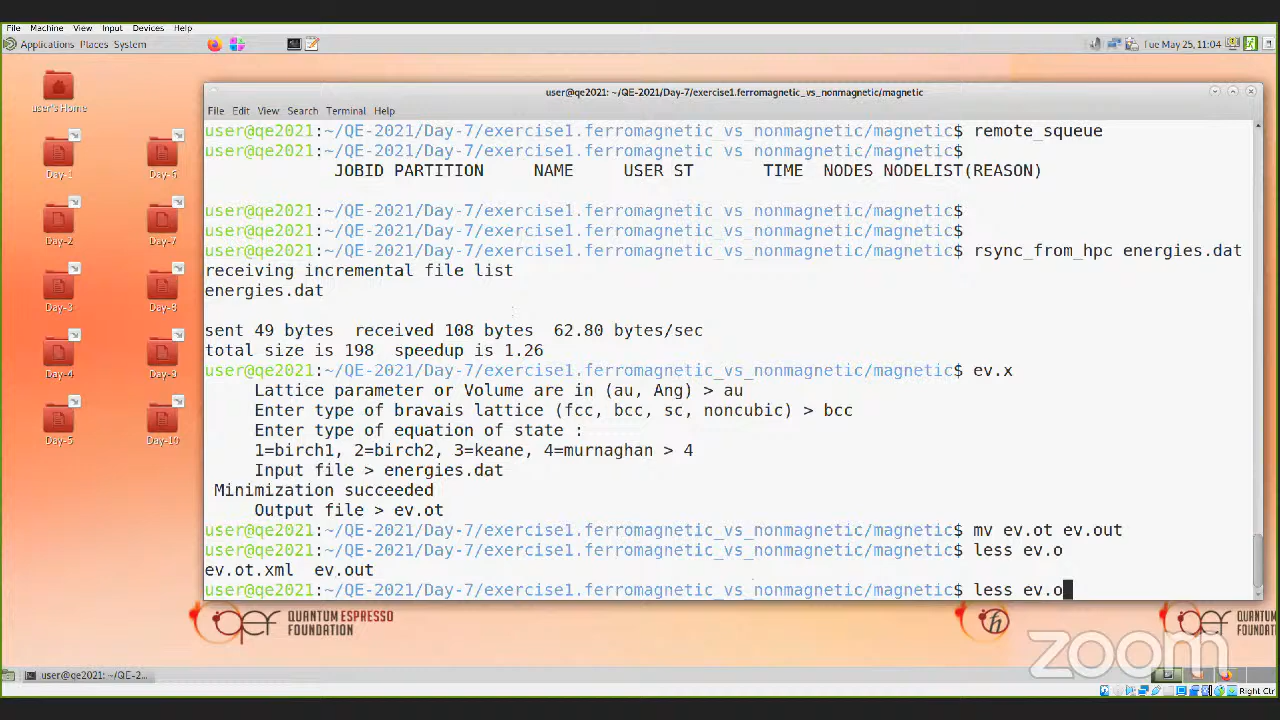 File Machine View Input Devices Help
Applications Places System
Tue May 25, 11:04
user's Home
Day-1
Day-2
Day-3
Day-4
Day-5
Day-6
Day-7
Day-8
Day-10
user@qe2021: ~/QE-2021/Day-7/exercise1.ferromagnetic_vs_nonmagnetic/magnetic
File Edit View Search Terminal Help
user@qe2021:~/QE-2021/Day-7/exercise1.ferromagnetic_vs_nonmagnetic/magnetic$ remote_squeue
user@qe2021:~/QE-2021/Day-7/exercise1.ferromagnetic_vs_nonmagnetic/magnetic$
JOBID PARTITION NAME USER ST TIME NODES NODELIST(REASON)
user@qe2021:~/QE-2021/Day-7/exercise1.ferromagnetic_vs_nonmagnetic/magnetic$
user@qe2021:~/QE-2021/Day-7/exercise1.ferromagnetic_vs_nonmagnetic/magnetic$
user@qe2021:~/QE-2021/Day-7/exercise1.ferromagnetic_vs_nonmagnetic/magnetic$ rsync_from_hpc energies.dat
receiving incremental file list
energies.dat
sent 49 bytes received 108 bytes 62.80 bytes/sec
total size is 198 speedup is 1.26
user@qe2021:~/QE-2021/Day-7/exercise1.ferromagnetic_vs_nonmagnetic/magnetic$ ev.x
Lattice parameter or Volume are in (au, Ang) > au
Enter type of bravais lattice (fcc, bcc, sc, noncubic) > bcc
Enter type of equation of state :
1=birch1, 2=birch2, 3=keane, 4=murnaghan > 4
Input file > energies.dat
Minimization succeeded
Output file > ev.ot
user@qe2021:~/QE-2021/Day-7/exercise1.ferromagnetic_vs_nonmagnetic/magnetic$ mv ev.ot ev.out
user@qe2021:~/QE-2021/Day-7/exercise1.ferromagnetic_vs_nonmagnetic/magnetic$ less ev.o
ev.ot.xml ev.out
user@qe2021:~/QE-2021/Day-7/exercise1.ferromagnetic_vs_nonmagnetic/magnetic$ less ev.o
QUANTUM ESPRESSO
FOUNDATION
zoom
user@qe2021: ~/QE-2...
Right Ctr